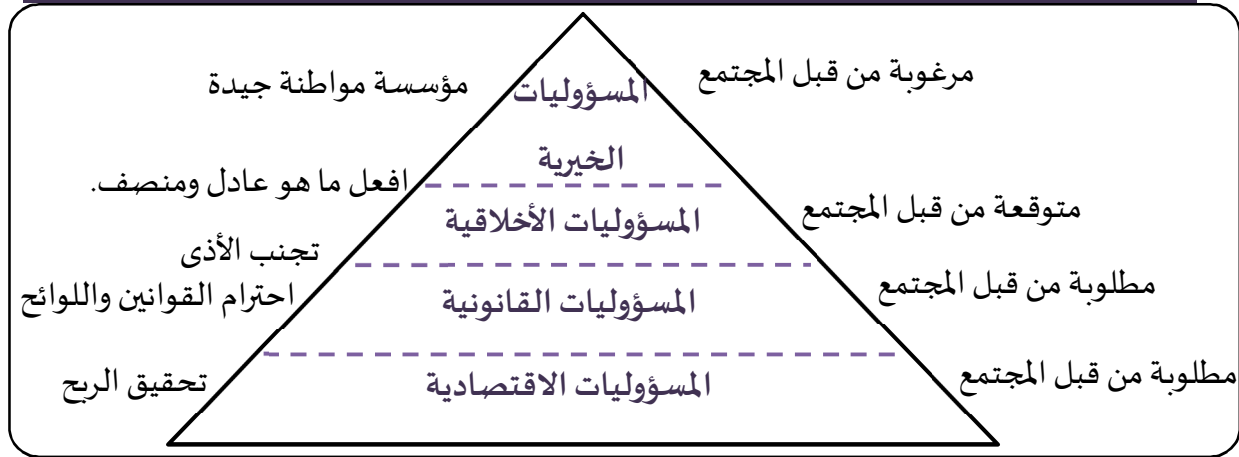 مرغوبة من قبل المجتمع
المسؤوليات
الخيرية
مؤسسة مواطنة جيدة
متوقعة من قبل المجتمع
المسؤوليات الأخلاقية
افعل ما هو عادل ومنصف.
تجنب الأذى
مطلوبة من قبل المجتمع
المسؤوليات القانونية
احترام القوانين واللوائح
مطلوبة من قبل المجتمع
المسؤوليات الاقتصادية
تحقيق الربح